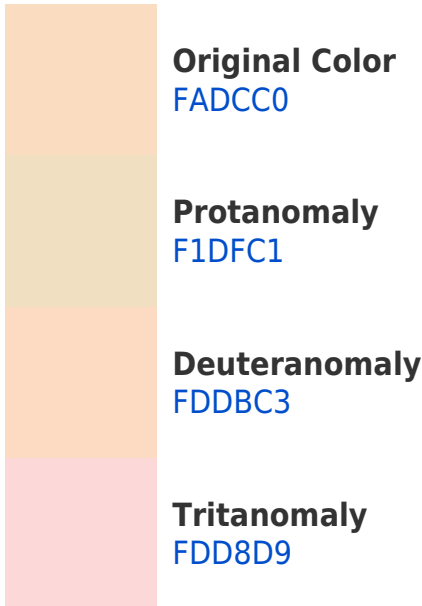 Original Color
FADCC0
Protanomaly
F1DFC1
Deuteranomaly
FDDBC3
Tritanomaly
FDD8D9